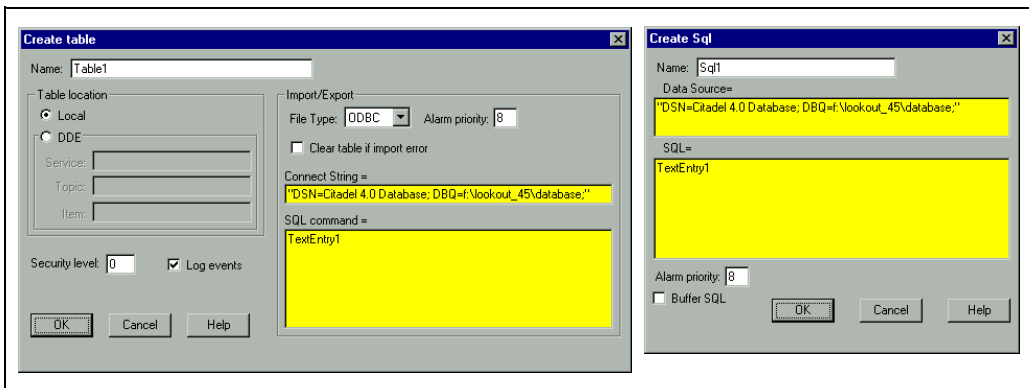 Create table
Name: Table1
Table location
Local
DDE
Service:
Topic:
Item:
Security level: 0
Log events
OK
Cancel
Help
Import/Export
File Type: ODBC
Alarm priority: 8
Clear table if import error
Connect String =
"DSN=Citadel 4.0 Database; DBQ=f:\lookout_45\database;"
SQL command =
TextEntry1
Create Sql
Name: Sql1
Data Source=
"DSN=Citadel 4.0 Database; DBQ=f:\lookout_45\database;"
SQL=
TextEntry1
Alarm priority: 8
Buffer SQL
OK
Cancel
Help